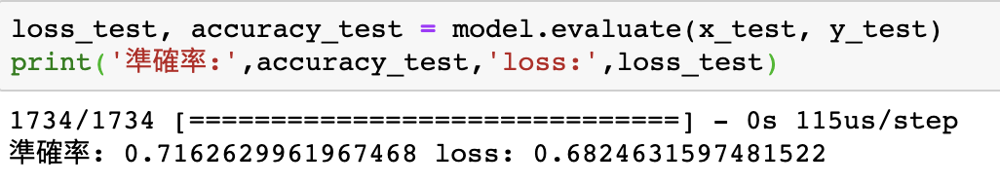 loss_test, accuracy_test = model.evaluate(x_test, y_test)
print('準確率:',accuracy_test,'loss:',loss_test)
1734/1734 [==============================] - 0s 115us/step
準確率: 0.7162629961967468 loss: 0.6824631597481522